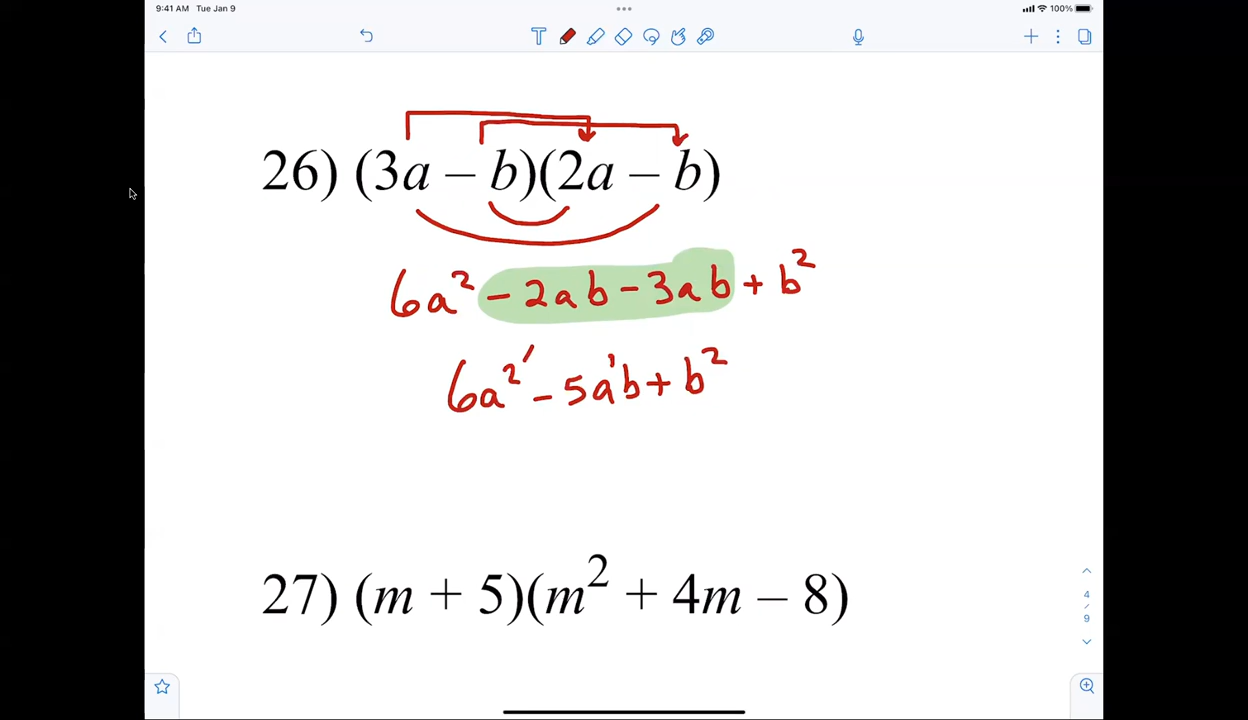 9:41 AM Tue Jan 9
100%
T
26) (3a – b)(2a – b)
6a² – 2ab – 3ab + b²
6a²′ – 5a'b + b²
27) (m + 5)(m² + 4m – 8)
4
/
9